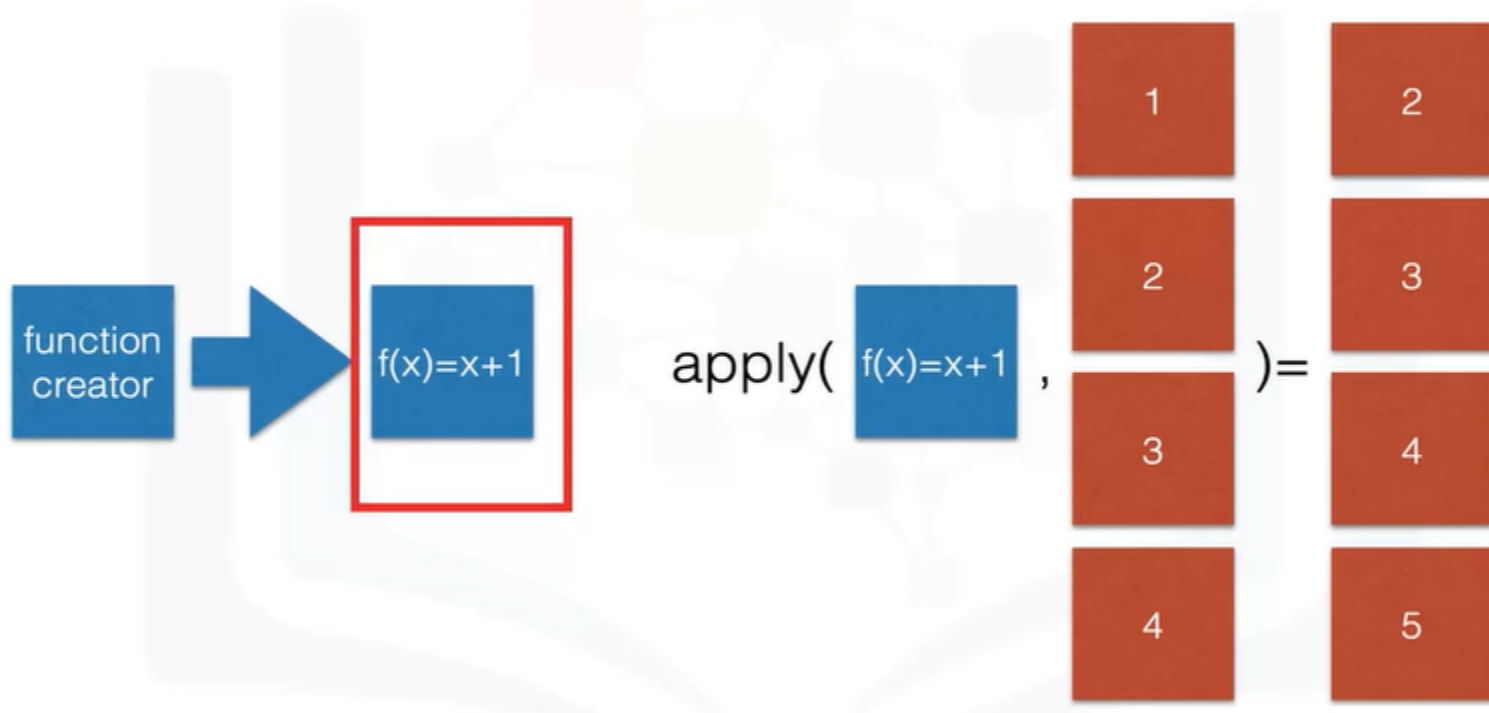 function
creator
f(x)=x+1
apply( f(x)=x+1 , )=
1
2
3
4
2
3
4
5